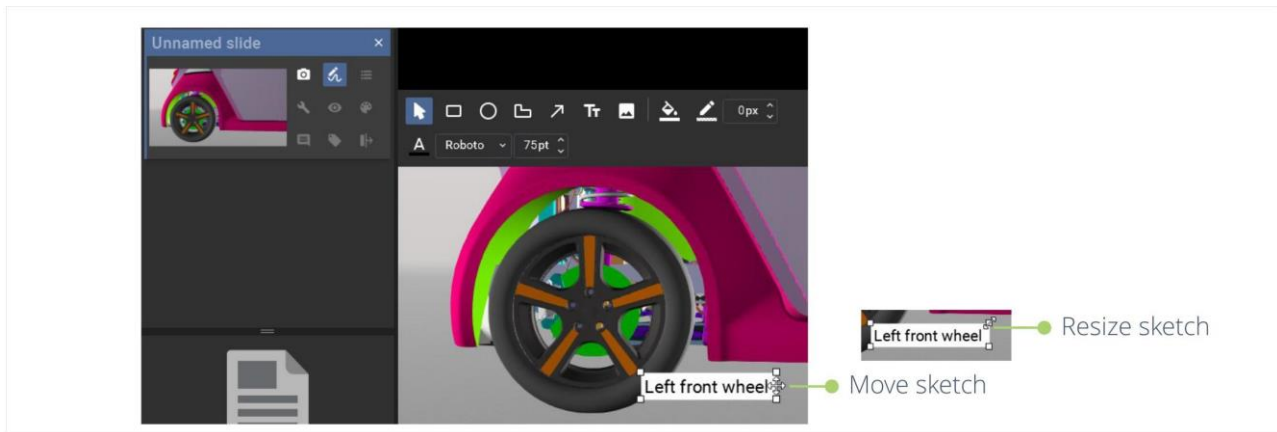 Unnamed slide
0px
A Roboto 75pt
Left front wheel
Left front wheel
Resize sketch
Move sketch